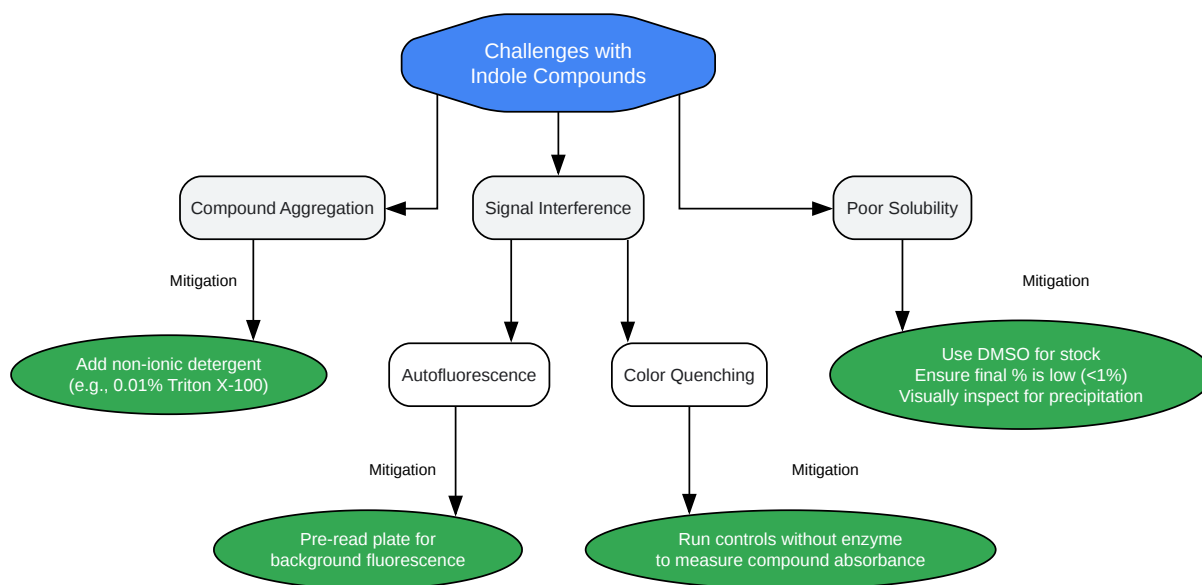 Challenges with
Indole Compounds
Compound Aggregation
Signal Interference
Poor Solubility
Mitigation
Mitigation
Add non-ionic detergent
(e.g., 0.01% Triton X-100)
Autofluorescence
Color Quenching
Use DMSO for stock
Ensure final % is low (<1%)
Visually inspect for precipitation
Mitigation
Mitigation
Pre-read plate for
background fluorescence
Run controls without enzyme
to measure compound absorbance